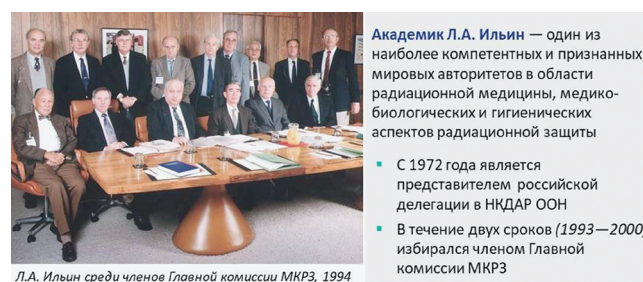 Академик Л.А. Ильин — один из
наиболее компетентных и признанных
мировых авторитетов в области
радиационной медицины, медико-
биологических и гигиенических
аспектов радиационной защиты
С 1972 года является
представителем российской
делегации в НКДАР ООН
В течение двух сроков (1993—2000)
избирался членом Главной
комиссии МКРЗ
Л.А. Ильин среди членов Главной комиссии МКРЗ, 1994